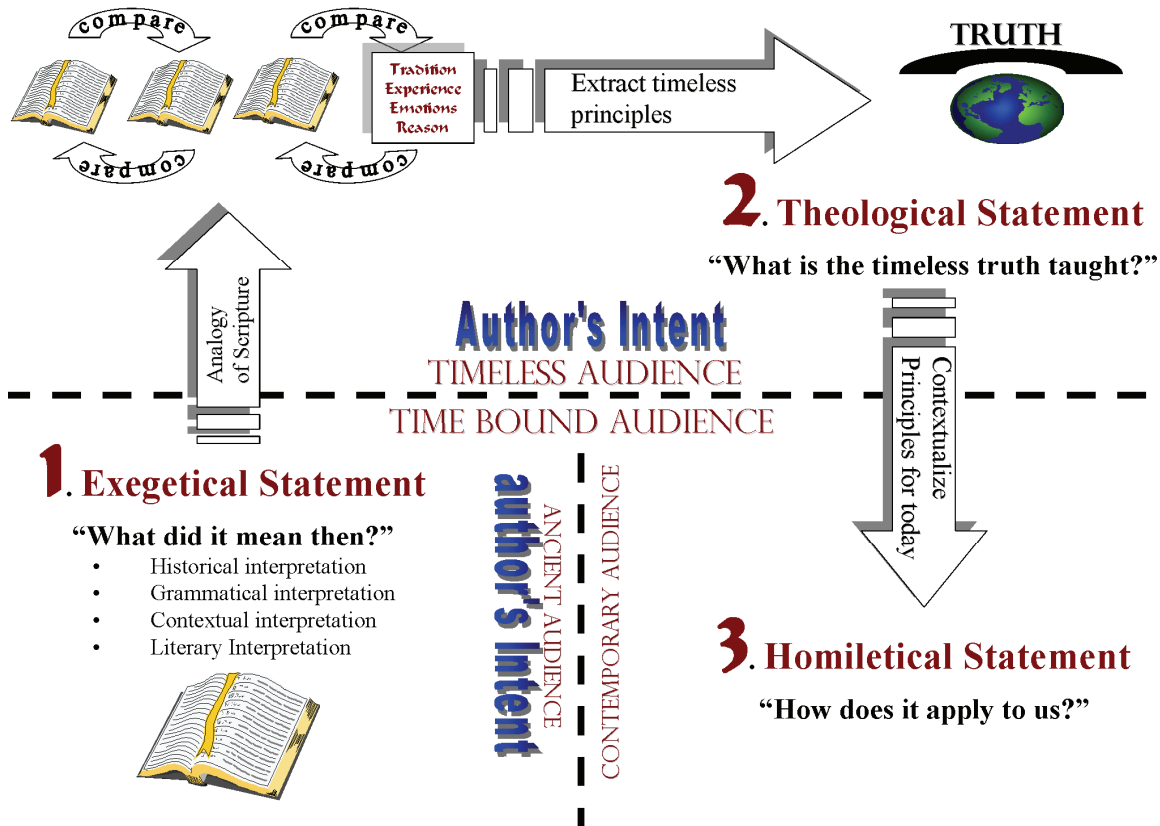 compare
compare
compare
compare
Tradition
Experience
Emotions
Reason
Extract timeless
principles
TRUTH
2. Theological Statement
“What is the timeless truth taught?”
Analogy
of Scripture
Author's Intent
TIMELESS AUDIENCE
TIME BOUND AUDIENCE
Contextualize
Principles for today
1. Exegetical Statement
“What did it mean then?”
• Historical interpretation
• Grammatical interpretation
• Contextual interpretation
• Literary Interpretation
author's Intent
ANCIENT AUDIENCE
CONTEMPORARY AUDIENCE
3. Homiletical Statement
“How does it apply to us?”